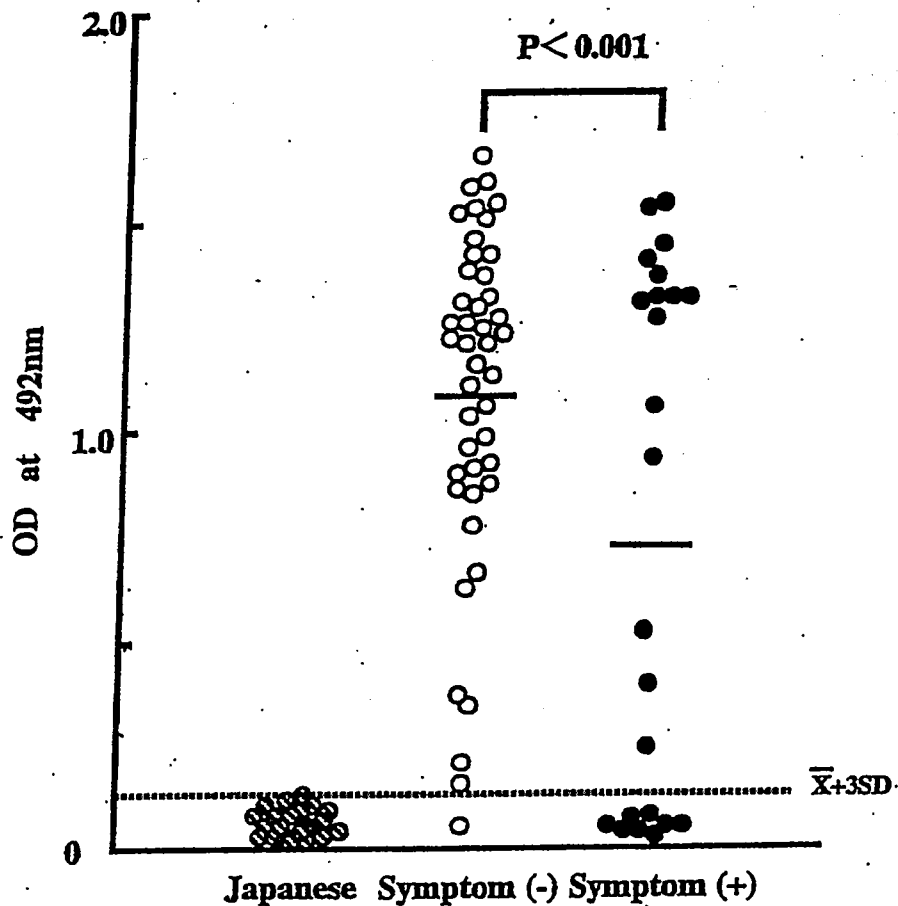 2.0
P<0.001
OD at 492nm
1.0
X̄+3SD
0
Japanese Symptom (-) Symptom (+)